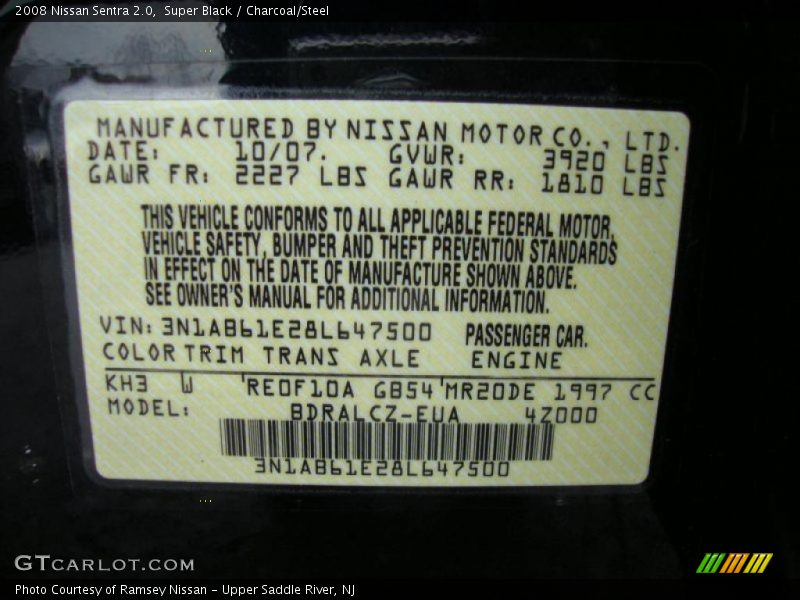 2008 Nissan Sentra 2.0,  Super Black / Charcoal/Steel
MANUFACTURED BY NISSAN MOTOR CO., LTD.
DATE: 10/07. GVWR: 3920 LBS
GAWR FR: 2227 LBS GAWR RR: 1810 LBS
THIS VEHICLE CONFORMS TO ALL APPLICABLE FEDERAL MOTOR
VEHICLE SAFETY, BUMPER AND THEFT PREVENTION STANDARDS
IN EFFECT ON THE DATE OF MANUFACTURE SHOWN ABOVE.
SEE OWNER'S MANUAL FOR ADDITIONAL INFORMATION.
VIN: 3N1AB61E28L647500 PASSENGER CAR.
COLOR TRIM TRANS AXLE ENGINE
KH3 W RE0F10A GB54 MR20DE 1997 CC
MODEL: BDRALCZ-EUA 4Z000
3N1AB61E28L647500
GTCARLOT.COM
Photo Courtesy of Ramsey Nissan - Upper Saddle River, NJ